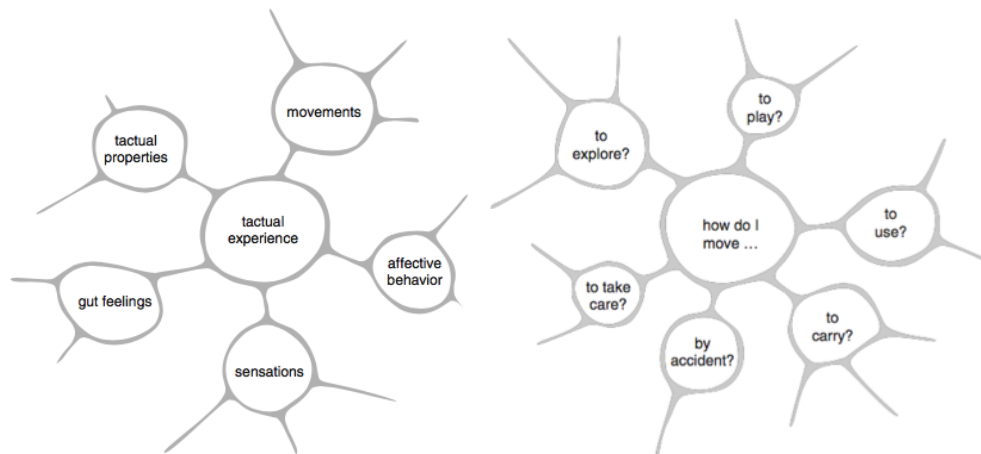 movements
tactual
properties
tactual
experience
affective
behavior
gut feelings
sensations
to
play?
to
explore?
how do I
move ...
to
use?
to take
care?
to
carry?
by
accident?